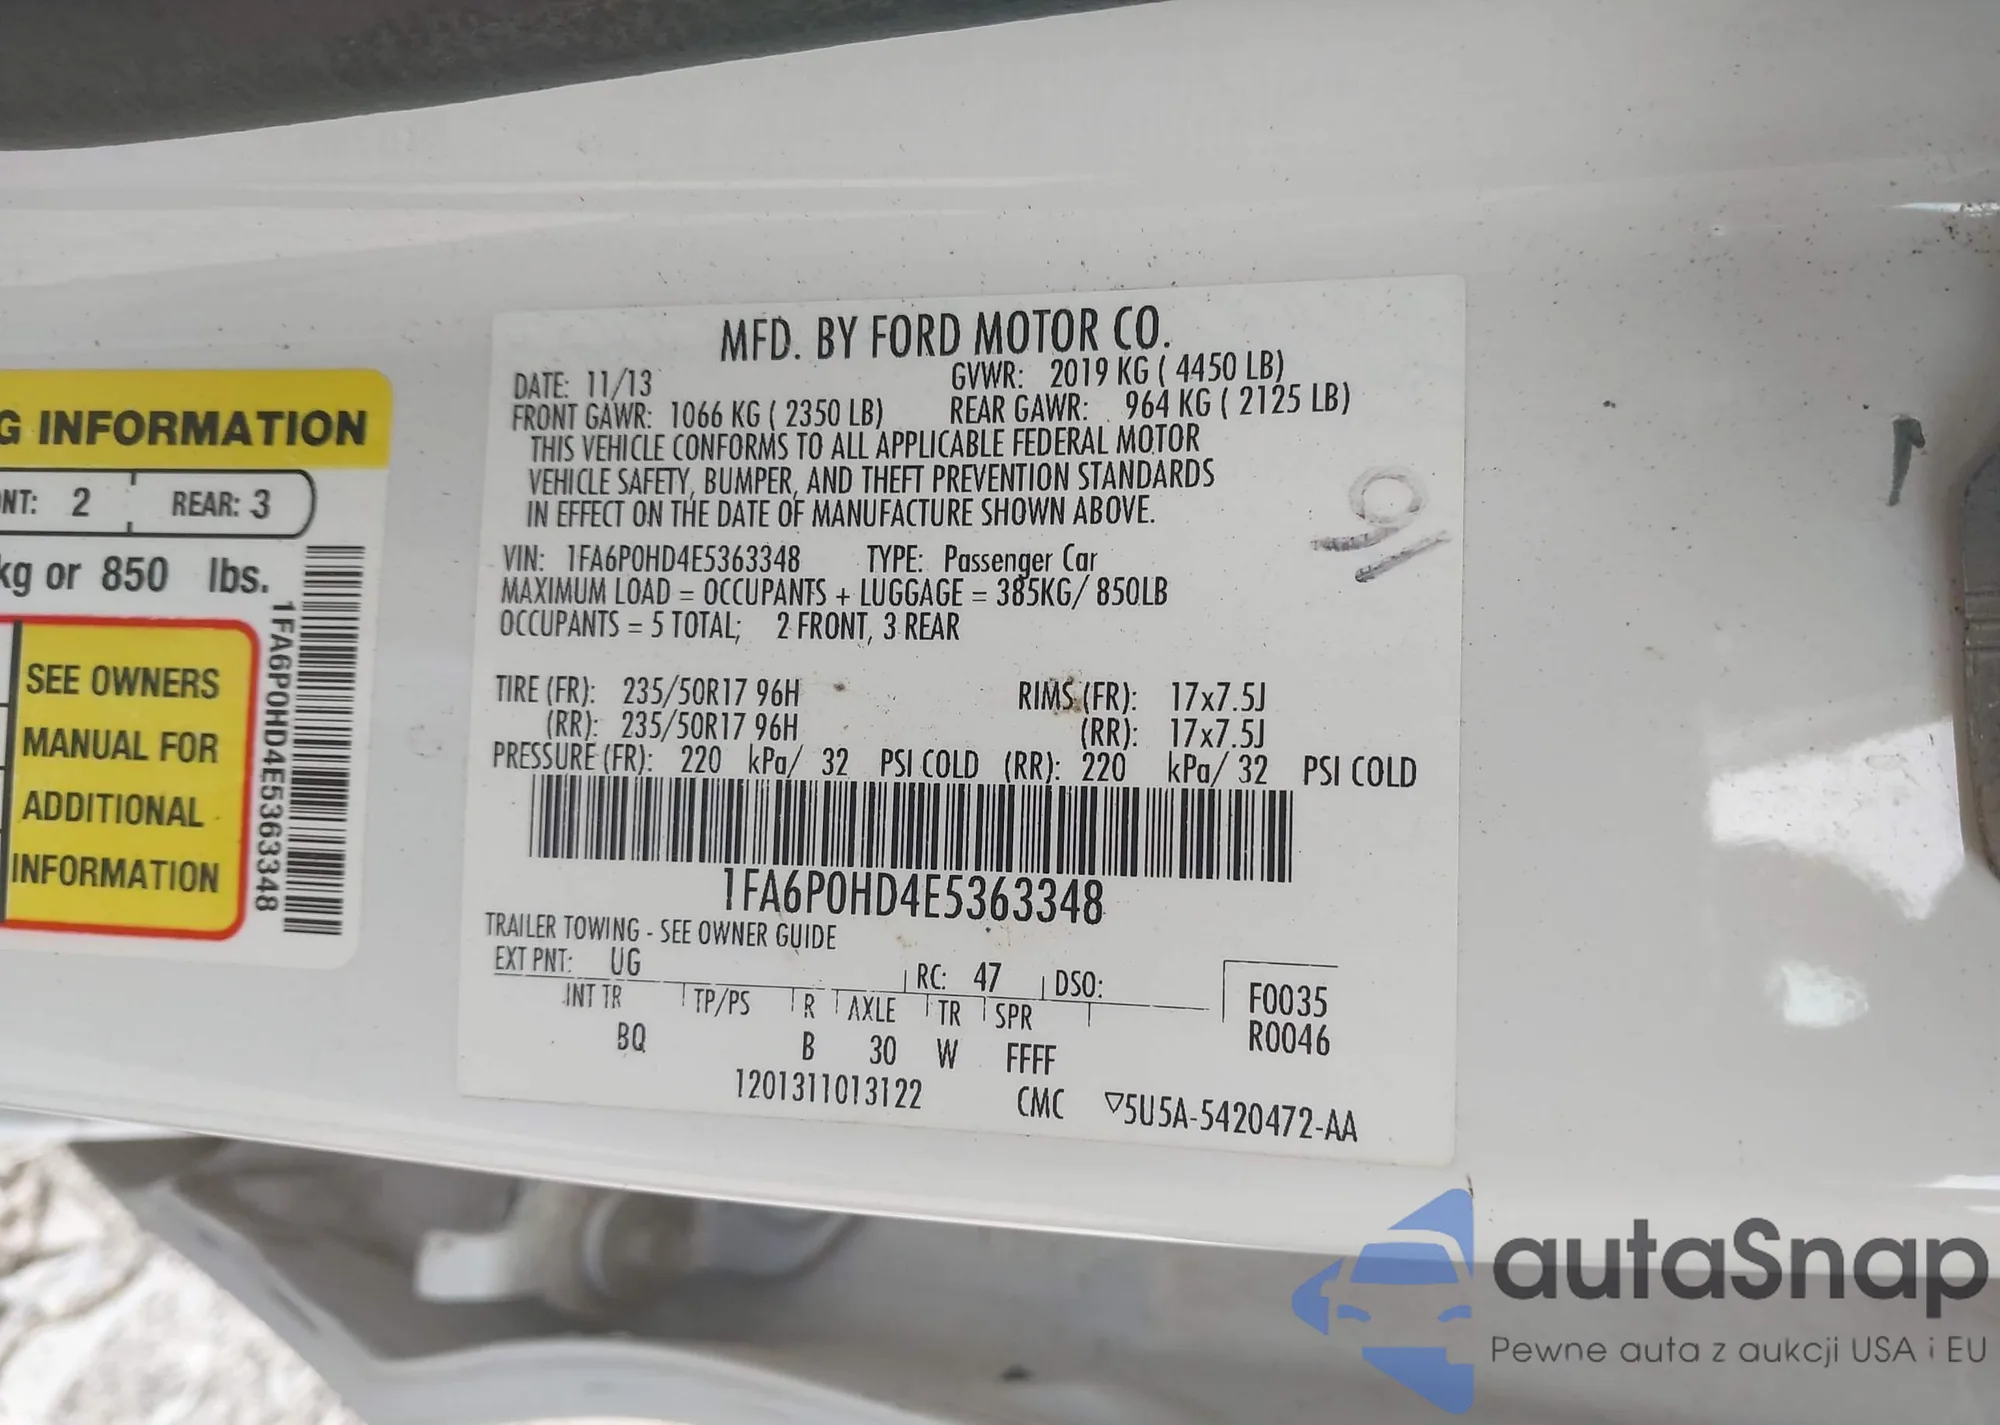 G INFORMATION
NT: 2 REAR: 3
kg or 850 lbs.
SEE OWNERS
MANUAL FOR
ADDITIONAL
INFORMATION
1FA6P0HD4E5363348
MFD. BY FORD MOTOR CO.
DATE: 11/13 GVWR: 2019 KG ( 4450 LB)
FRONT GAWR: 1066 KG ( 2350 LB) REAR GAWR: 964 KG ( 2125 LB)
THIS VEHICLE CONFORMS TO ALL APPLICABLE FEDERAL MOTOR
VEHICLE SAFETY, BUMPER, AND THEFT PREVENTION STANDARDS
IN EFFECT ON THE DATE OF MANUFACTURE SHOWN ABOVE.
VIN: 1FA6P0HD4E5363348 TYPE: Passenger Car
MAXIMUM LOAD = OCCUPANTS + LUGGAGE = 385KG/ 850LB
OCCUPANTS = 5 TOTAL; 2 FRONT, 3 REAR
TIRE (FR): 235/50R17 96H RIMS (FR): 17x7.5J
(RR): 235/50R17 96H (RR): 17x7.5J
PRESSURE (FR): 220 kPa/ 32 PSI COLD (RR): 220 kPa/ 32 PSI COLD
1FA6P0HD4E5363348
TRAILER TOWING - SEE OWNER GUIDE
EXT PNT: UG RC: 47 DSO:
INT TR TP/PS R AXLE TR SPR F0035
BQ B 30 W FFFF R0046
1201311013122 CMC ▽5U5A-5420472-AA
autaSnap
Pewne auta z aukcji USA i EU